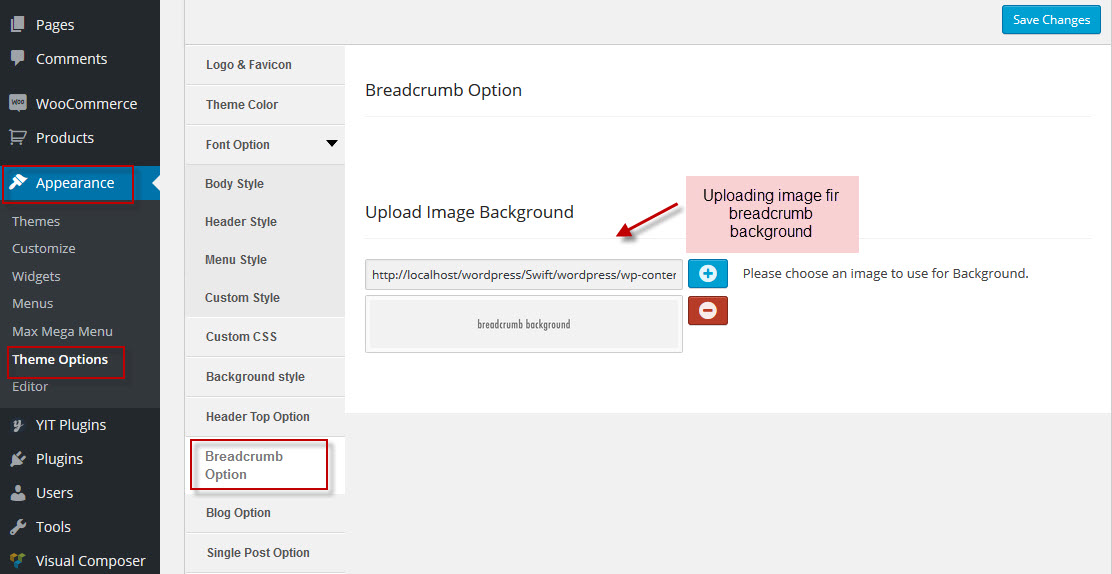 Pages
Comments
WOO
WooCommerce
Products
Appearance
Themes
Customize
Widgets
Menus
Max Mega Menu
Theme Options
Editor
YIT Plugins
Plugins
Users
Tools
Visual Composer
Logo & Favicon
Theme Color
Font Option
Body Style
Header Style
Menu Style
Custom Style
Custom CSS
Background style
Header Top Option
Breadcrumb
Option
Blog Option
Single Post Option
Save Changes
Breadcrumb Option
Upload Image Background
Uploading image fir
breadcrumb
background
http://localhost/wordpress/Swift/wordpress/wp-conter
Please choose an image to use for Background.
breadcrumb background